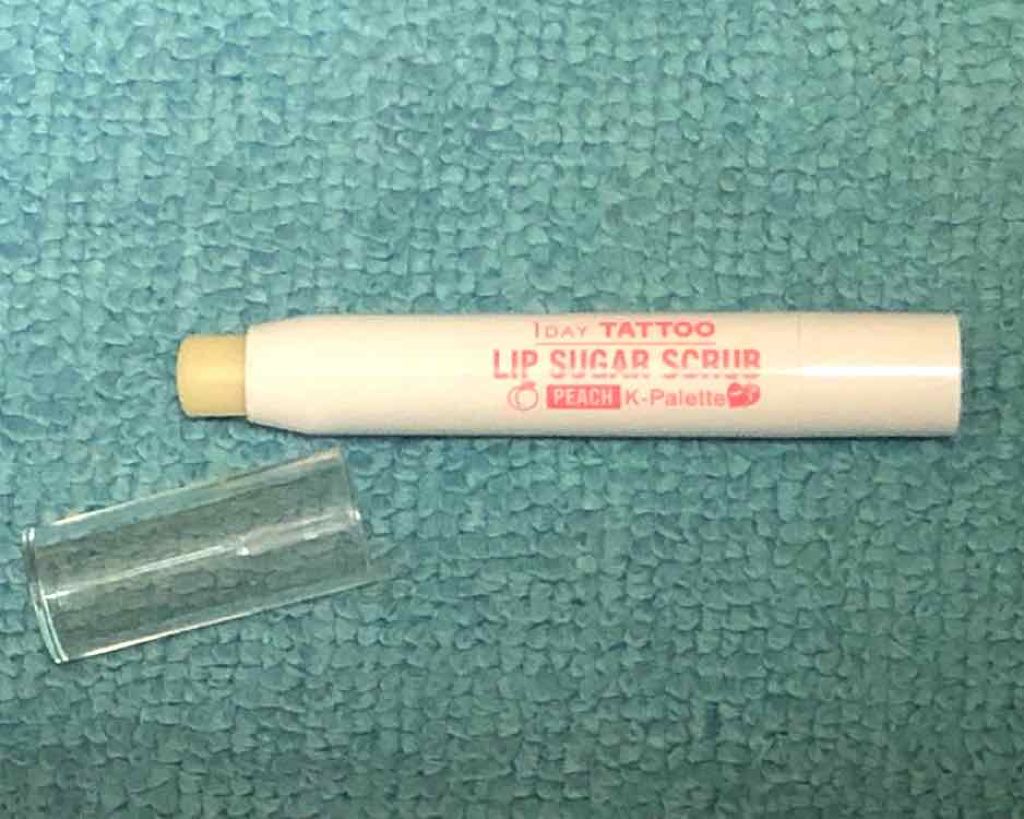 1DAY TATTOO
LIP SUGAR SCRUB
PEACH K-Palette